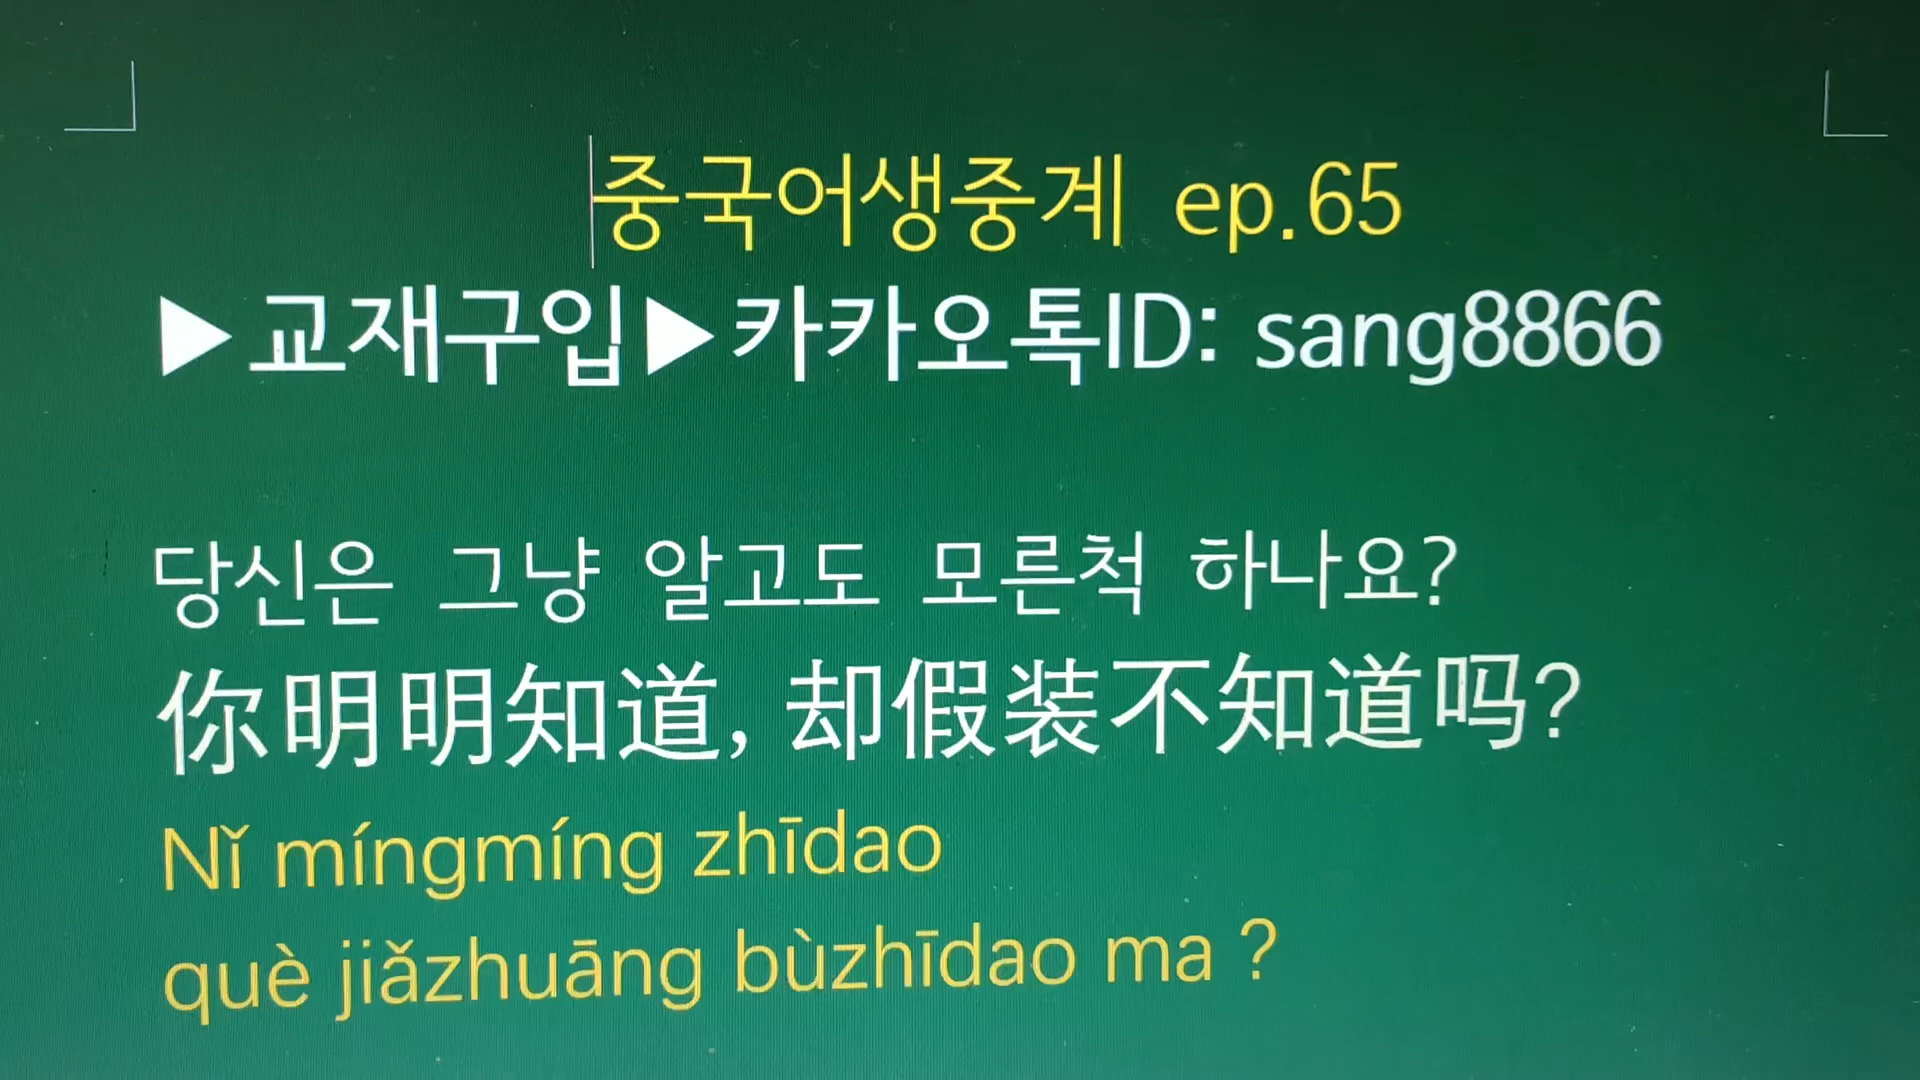 중국어생중계 ep.65
▶교재구입▶카카오톡ID: sang8866
당신은 그냥 알고도 모른척 하나요?
你明明知道, 却假装不知道吗?
Nǐ míngmíng zhīdao
què jiǎzhuāng bùzhīdao ma ?